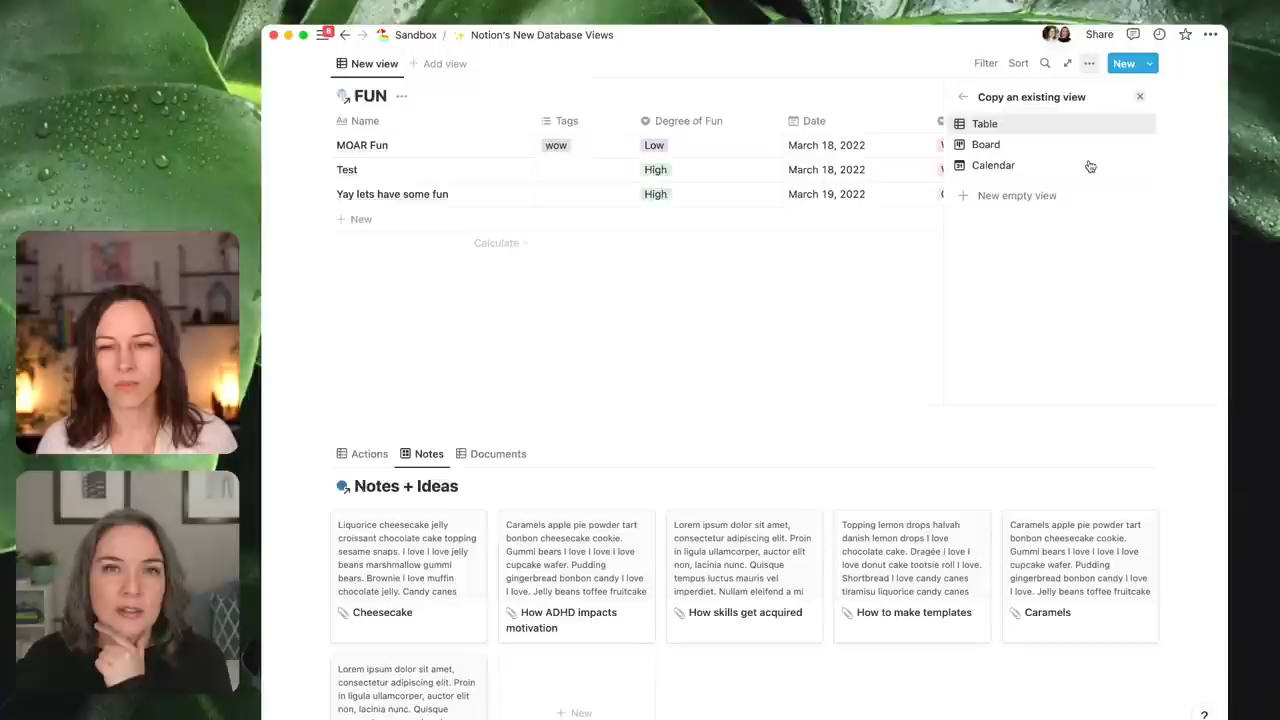 8
Sandbox / ✨ Notion's New Database Views
Share
New view
+ Add view
Filter Sort
New
FUN ...
Copy an existing view
Aa Name
Tags
Degree of Fun
Date
Table
MOAR Fun
wow
Low
March 18, 2022
Board
Test
High
March 18, 2022
Calendar
Yay lets have some fun
High
March 19, 2022
+ New empty view
+ New
Calculate
Actions
Notes
Documents
Notes + Ideas
Liquorice cheesecake jelly
croissant chocolate cake topping
sesame snaps. I love I love jelly
beans marshmallow gummi
bears. Brownie I love muffin
chocolate jelly. Candy canes
Cheesecake
Caramels apple pie powder tart
bonbon cheesecake cookie.
Gummi bears I love I love I love
cupcake wafer. Pudding
gingerbread bonbon candy I love
I love. Jelly beans toffee fruitcake
How ADHD impacts
motivation
Lorem ipsum dolor sit amet,
consectetur adipiscing elit. Proin
in ligula ullamcorper, auctor elit
non, lacinia nunc. Quisque
tempus luctus mauris vel
imperdiet. Nullam eleifend a mi
How skills get acquired
Topping lemon drops halvah
danish lemon drops I love
chocolate cake. Dragée I love I
love donut cake tootsie roll I love.
Shortbread I love candy canes
tiramisu liquorice candy canes
How to make templates
Caramels apple pie powder tart
bonbon cheesecake cookie.
Gummi bears I love I love I love
cupcake wafer. Pudding
gingerbread bonbon candy I love
I love. Jelly beans toffee fruitcake
Caramels
Lorem ipsum dolor sit amet,
consectetur adipiscing elit. Proin
in ligula ullamcorper, auctor elit
non, lacinia nunc. Quisque
+ New
?